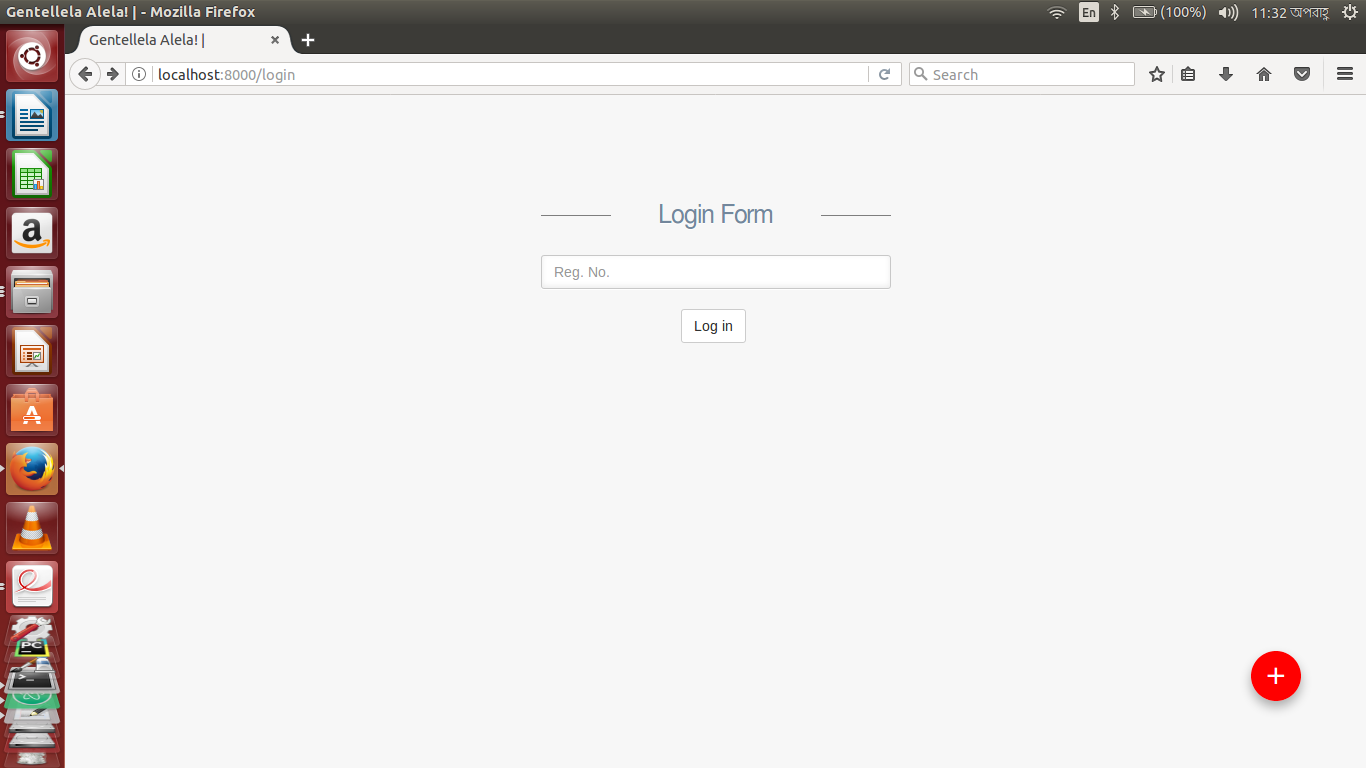 Gentellela Alela! | - Mozilla Firefox
En (100%) 11:32 অপরাহ্ণ
Gentellela Alela! |
localhost:8000/login
Search
Login Form
Reg. No.
Log in
+
a
A
PC
>_